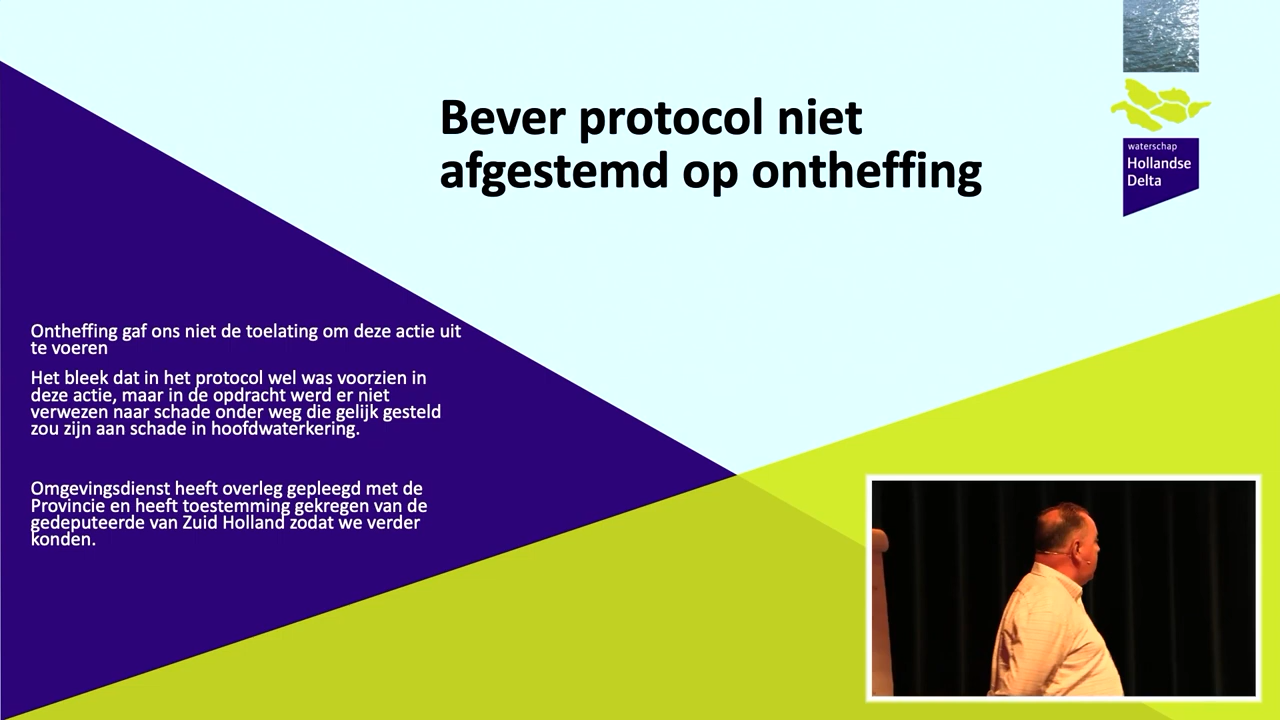 Bever protocol niet
afgestemd op ontheffing
waterschap
Hollandse
Delta
Ontheffing gaf ons niet de toelating om deze actie uit
te voeren
Het bleek dat in het protocol wel was voorzien in
deze actie, maar in de opdracht werd er niet
verwezen naar schade onder weg die gelijk gesteld
zou zijn aan schade in hoofdwaterkering.
Omgevingsdienst heeft overleg gepleegd met de
Provincie en heeft toestemming gekregen van de
gedeputeerde van Zuid Holland zodat we verder
konden.